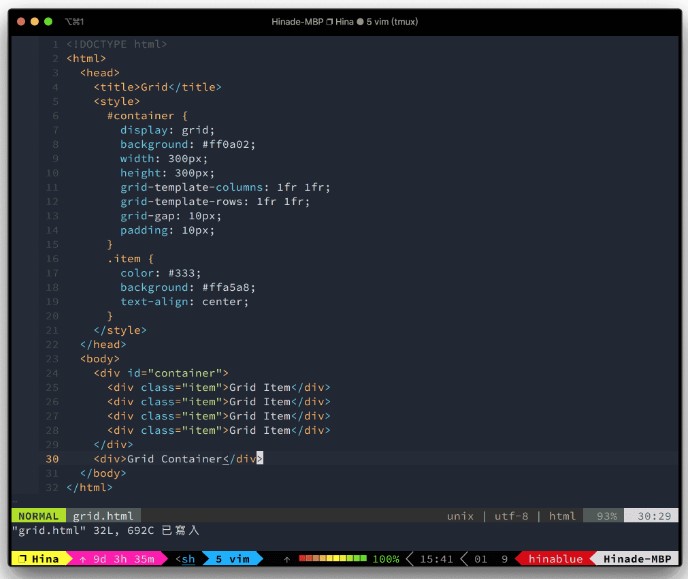 ⌥⌘1 Hinade-MBP ❐ Hina ● 5 vim (tmux)
1 <!DOCTYPE html>
2 <html>
3 <head>
4 <title>Grid</title>
5 <style>
6 #container {
7 display: grid;
8 background: #ff0a02;
9 width: 300px;
10 height: 300px;
11 grid-template-columns: 1fr 1fr;
12 grid-template-rows: 1fr 1fr;
13 grid-gap: 10px;
14 padding: 10px;
15 }
16 .item {
17 color: #333;
18 background: #ffa5a8;
19 text-align: center;
20 }
21 </style>
22 </head>
23 <body>
24 <div id="container">
25 <div class="item">Grid Item</div>
26 <div class="item">Grid Item</div>
27 <div class="item">Grid Item</div>
28 <div class="item">Grid Item</div>
29 </div>
30 <div>Grid Container</div>
31 </body>
32 </html>
~
NORMAL grid.html unix | utf-8 | html 93% 30:29
"grid.html" 32L, 692C 已寫入
❐ Hina ↑ 9d 3h 35m <sh 5 vim ↑ 100% 15:41 01 9 hinablue Hinade-MBP